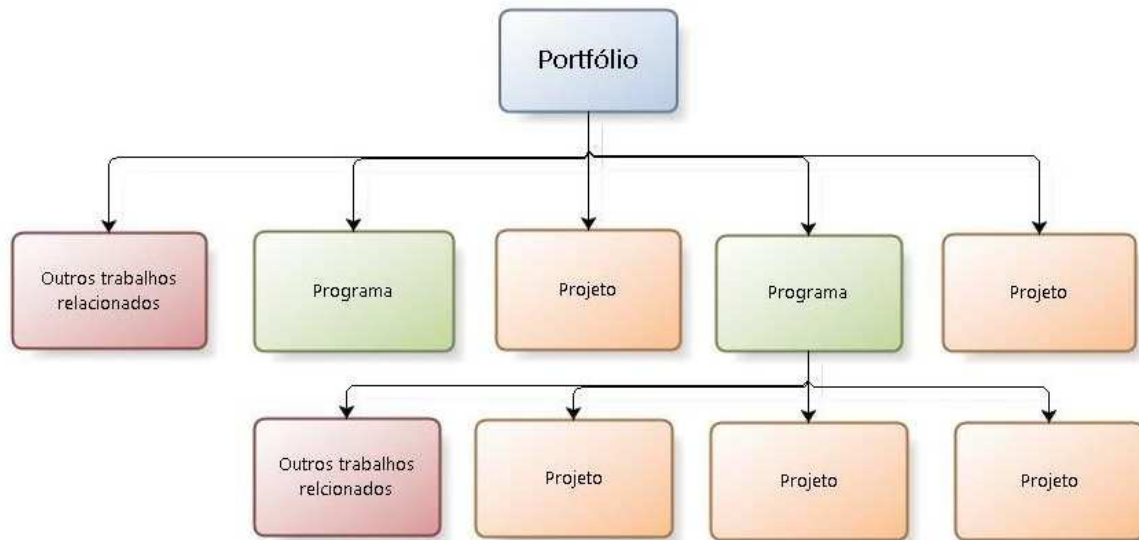 Portfólio
Outros trabalhos
relacionados
Programa
Projeto
Programa
Projeto
Outros trabalhos
relcionados
Projeto
Projeto
Projeto